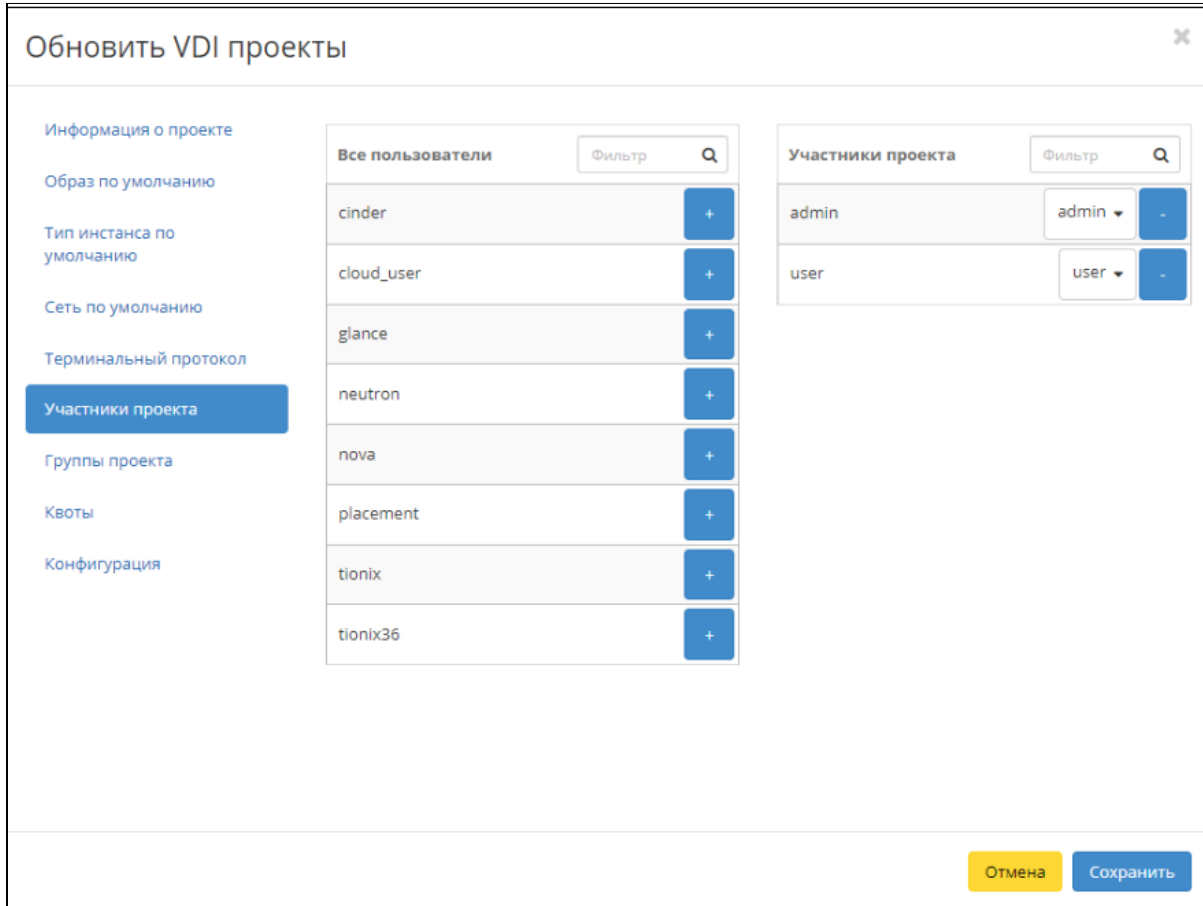 Обновить VDI проекты
×
Информация о проекте
Образ по умолчанию
Тип инстанса по
умолчанию
Сеть по умолчанию
Терминальный протокол
Участники проекта
Группы проекта
Квоты
Конфигурация
Все пользователи Фильтр
cinder +
cloud_user +
glance +
neutron +
nova +
placement +
tionix +
tionix36 +
Участники проекта Фильтр
admin admin -
user user -
Отмена Сохранить